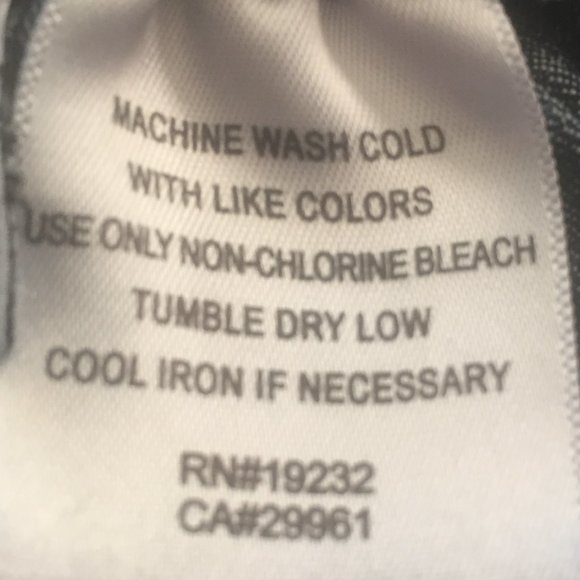 MACHINE WASH COLD
WITH LIKE COLORS
USE ONLY NON-CHLORINE BLEACH
TUMBLE DRY LOW
COOL IRON IF NECESSARY
RN#19232
CA#29961